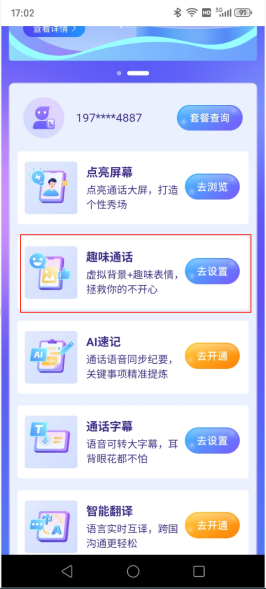 17:02
5G
91
查看详情 >
197****4887
套餐查询
点亮屏幕
点亮通话大屏，打造
个性秀场
去浏览
趣味通话
虚拟背景+趣味表情，
拯救你的不开心
去设置
AI速记
通话语音同步纪要，
关键事项精准提炼
去开通
AI
通话字幕
语音可转大字幕，耳
背眼花都不怕
去设置
T
智能翻译
语言实时互译，跨国
沟通更轻松
去开通
A